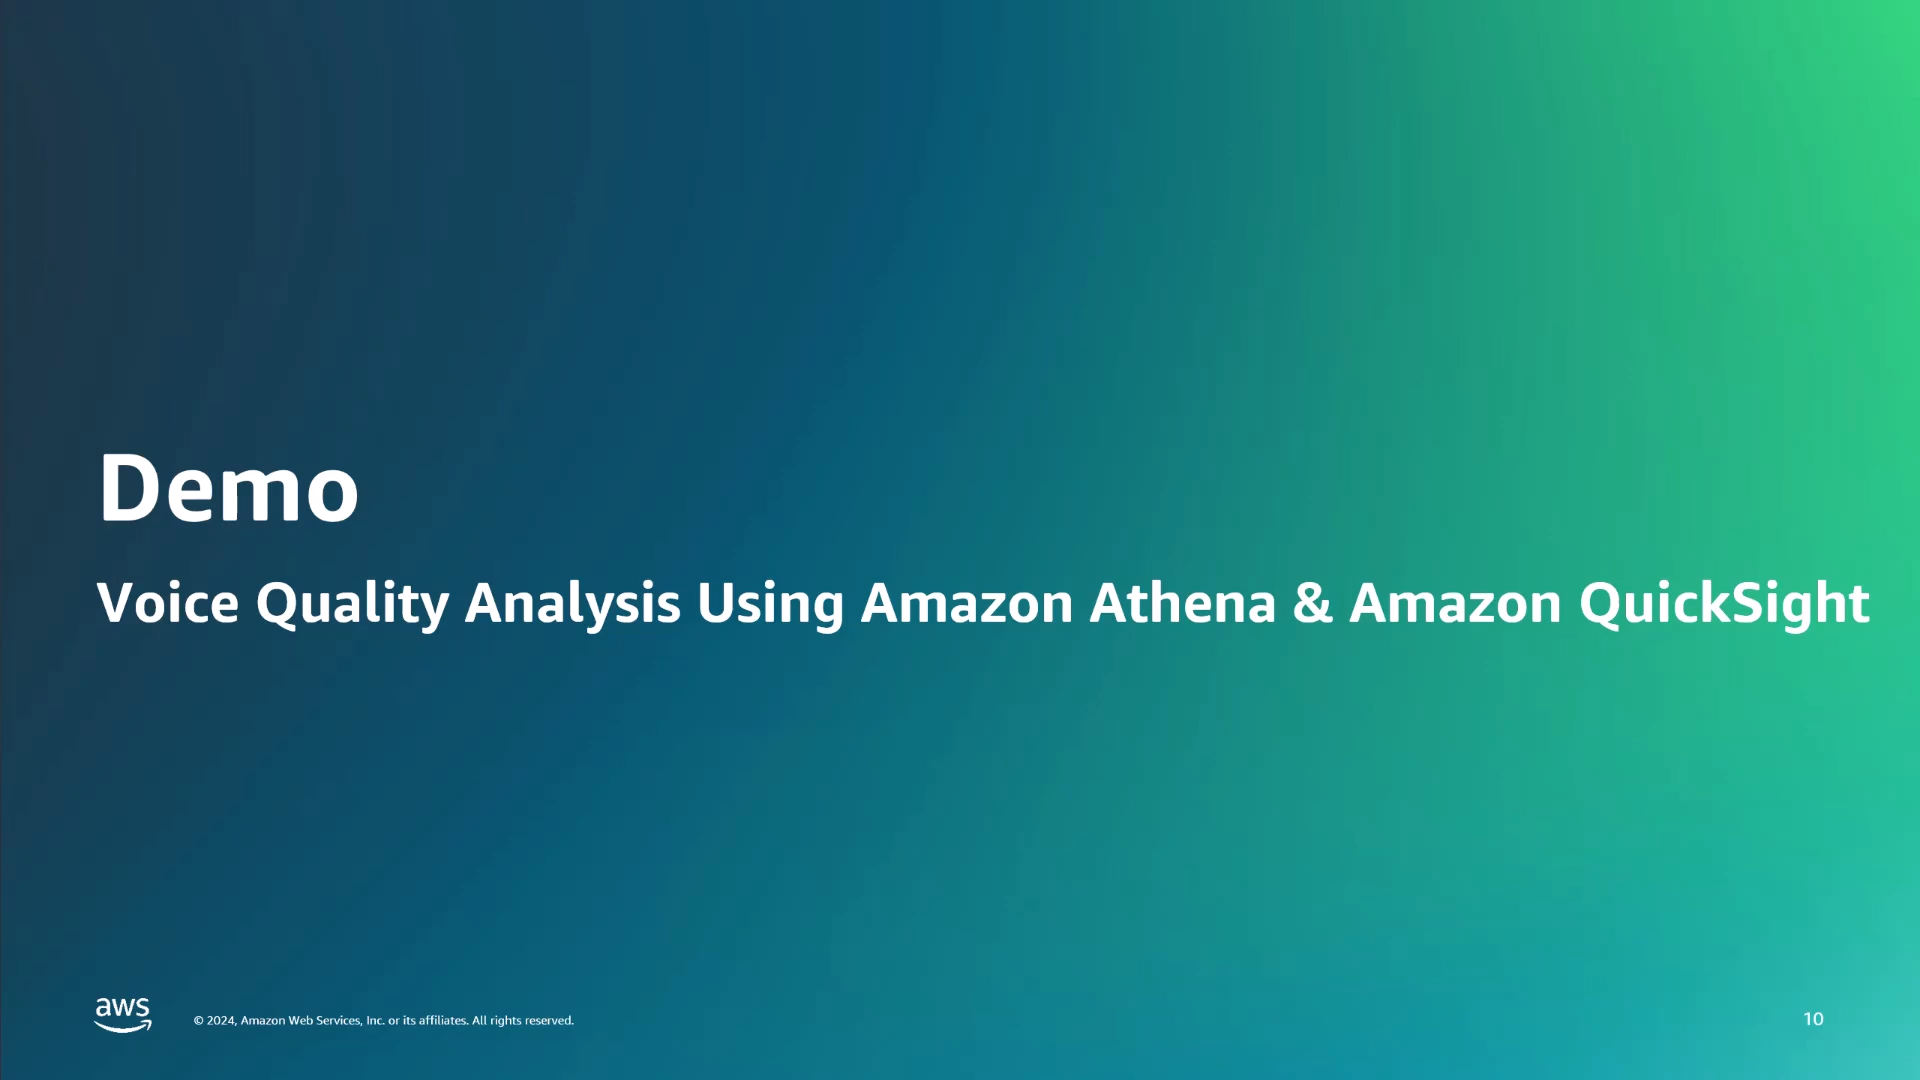 Demo
Voice Quality Analysis Using Amazon Athena & Amazon QuickSight
aws
© 2024, Amazon Web Services, Inc. or its affiliates. All rights reserved.
10